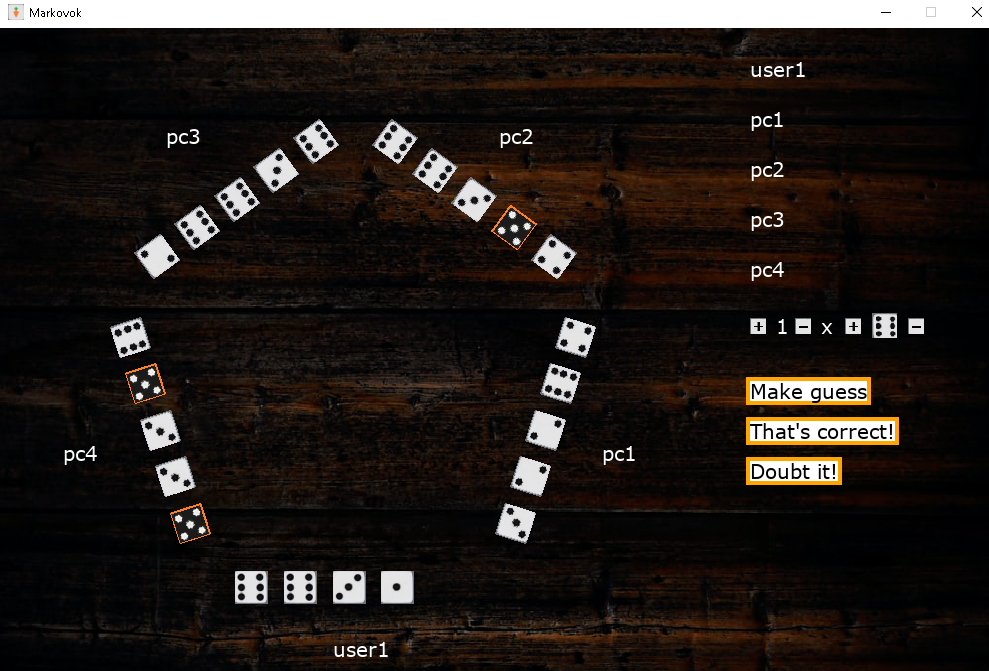 Markovok
user1
pc1
pc3
pc2
pc2
pc3
pc4
+ 1 - x + -
Make guess
That's correct!
pc4
pc1
Doubt it!
user1